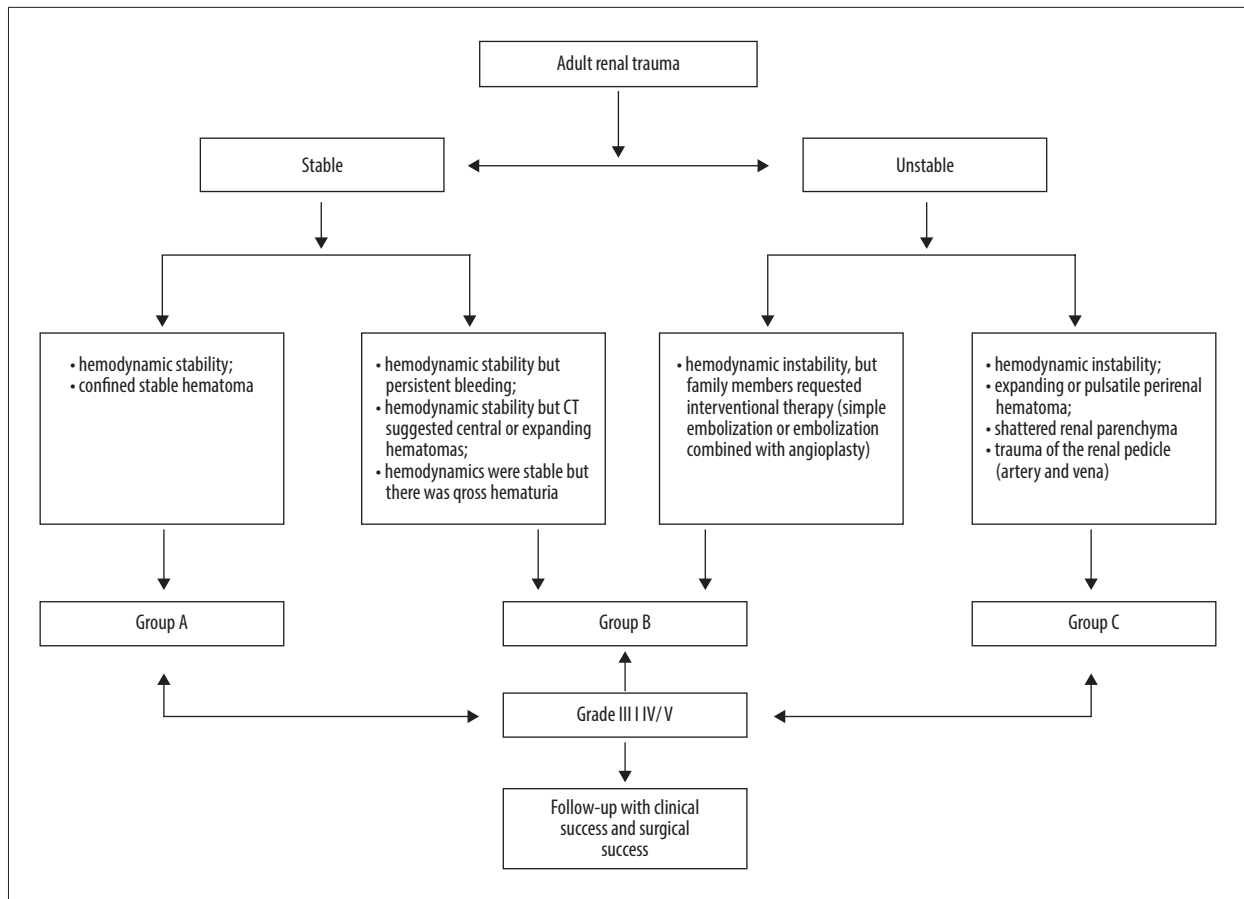 Adult renal trauma
Stable
Unstable
• hemodynamic stability;
• confined stable hematoma
• hemodynamic stability but
persistent bleeding;
• hemodynamic stability but CT
suggested central or expanding
hematomas;
• hemodynamics were stable but
there was qross hematuria
• hemodynamic instability, but
family members requested
interventional therapy (simple
embolization or embolization
combined with angioplasty)
• hemodynamic instability;
• expanding or pulsatile perirenal
hematoma;
• shattered renal parenchyma
• trauma of the renal pedicle
(artery and vena)
Group A
Group B
Group C
Grade III I IV/ V
Follow-up with clinical
success and surgical
success